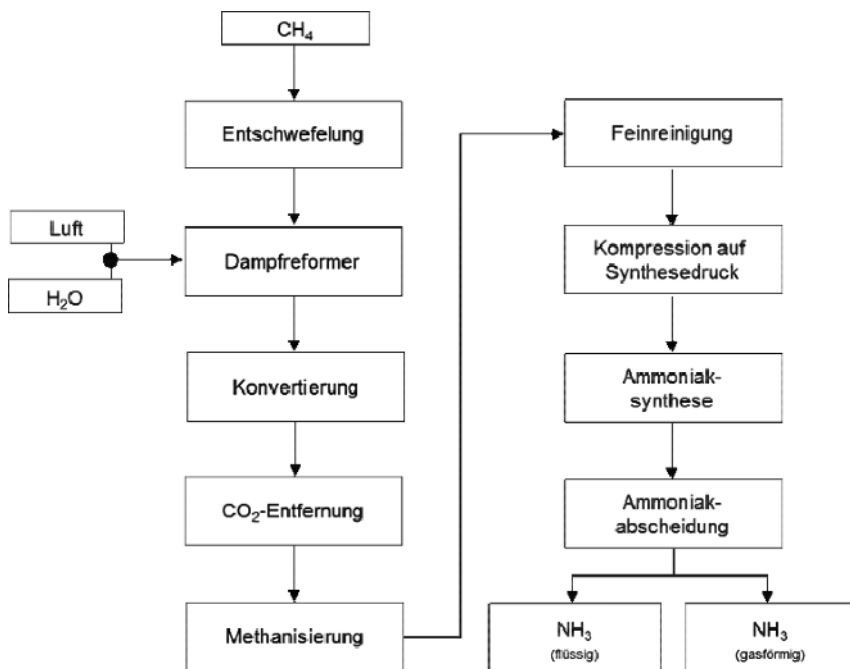 CH₄
Entschwefelung
Luft
H₂O
Dampfreformer
Konvertierung
CO₂-Entfernung
Methanisierung
Feinreinigung
Kompression auf
Synthesedruck
Ammoniak-
synthese
Ammoniak-
abscheidung
NH₃
(flüssig)
NH₃
(gasförmig)